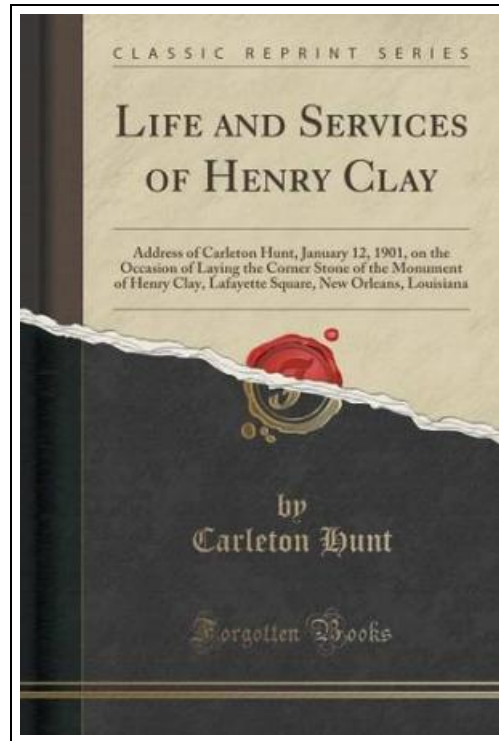 CLASSIC REPRINT SERIES
LIFE AND SERVICES
OF HENRY CLAY
Address of Carleton Hunt, January 12, 1901, on the
Occasion of Laying the Corner Stone of the Monument
of Henry Clay, Lafayette Square, New Orleans, Louisiana
by
Carleton Hunt
Forgotten Books